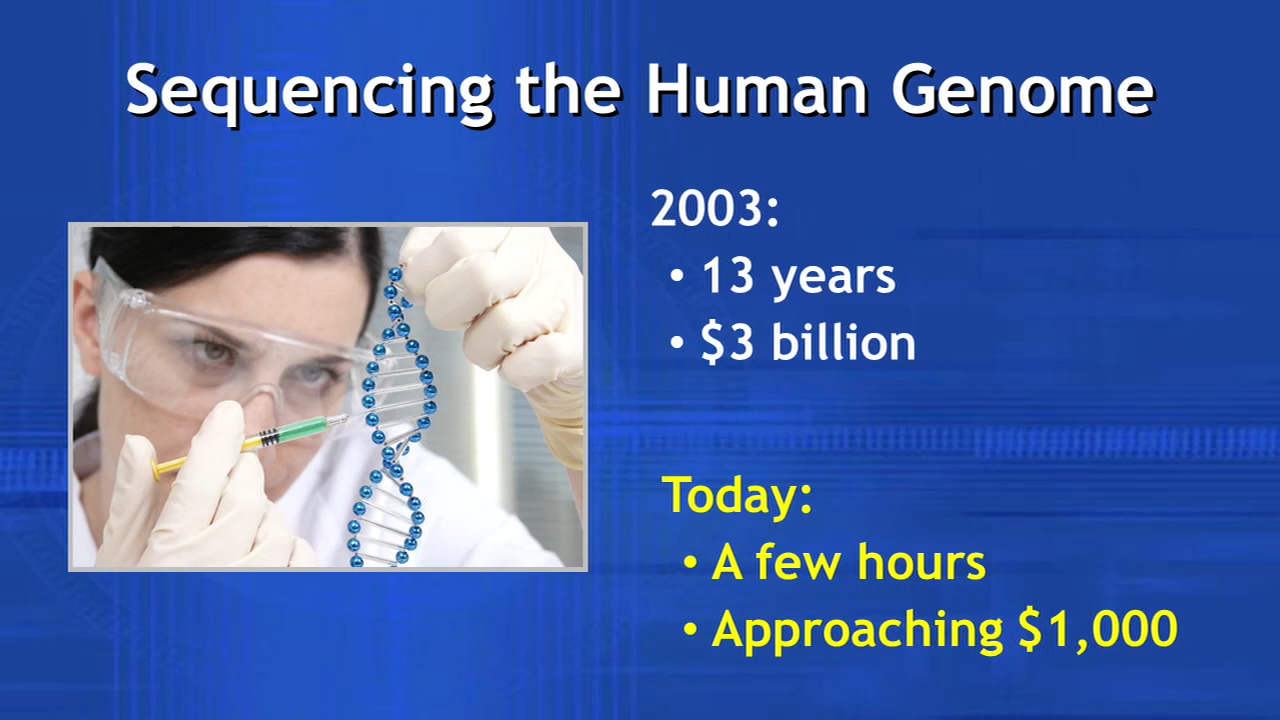 Sequencing the Human Genome
2003:
• 13 years
• $3 billion
Today:
• A few hours
• Approaching $1,000